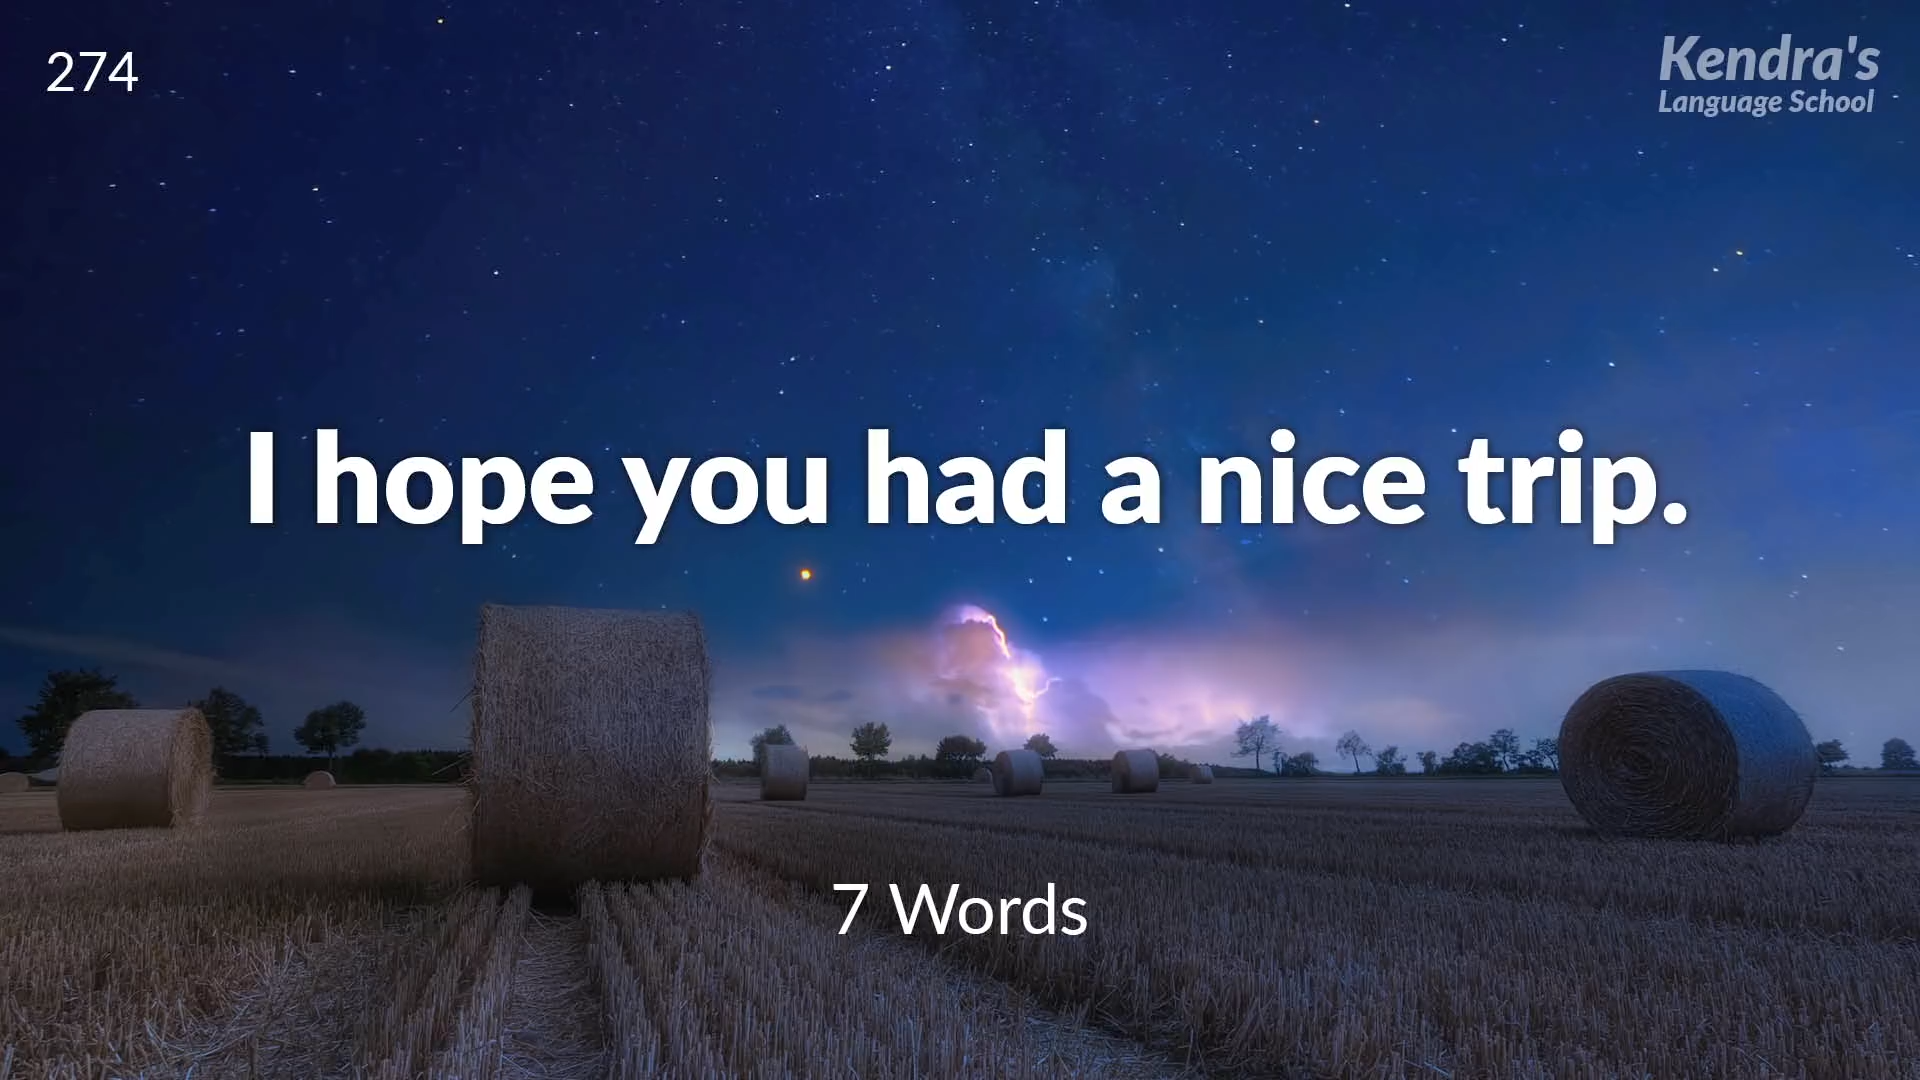 274
Kendra's
Language School
I hope you had a nice trip.
7 Words